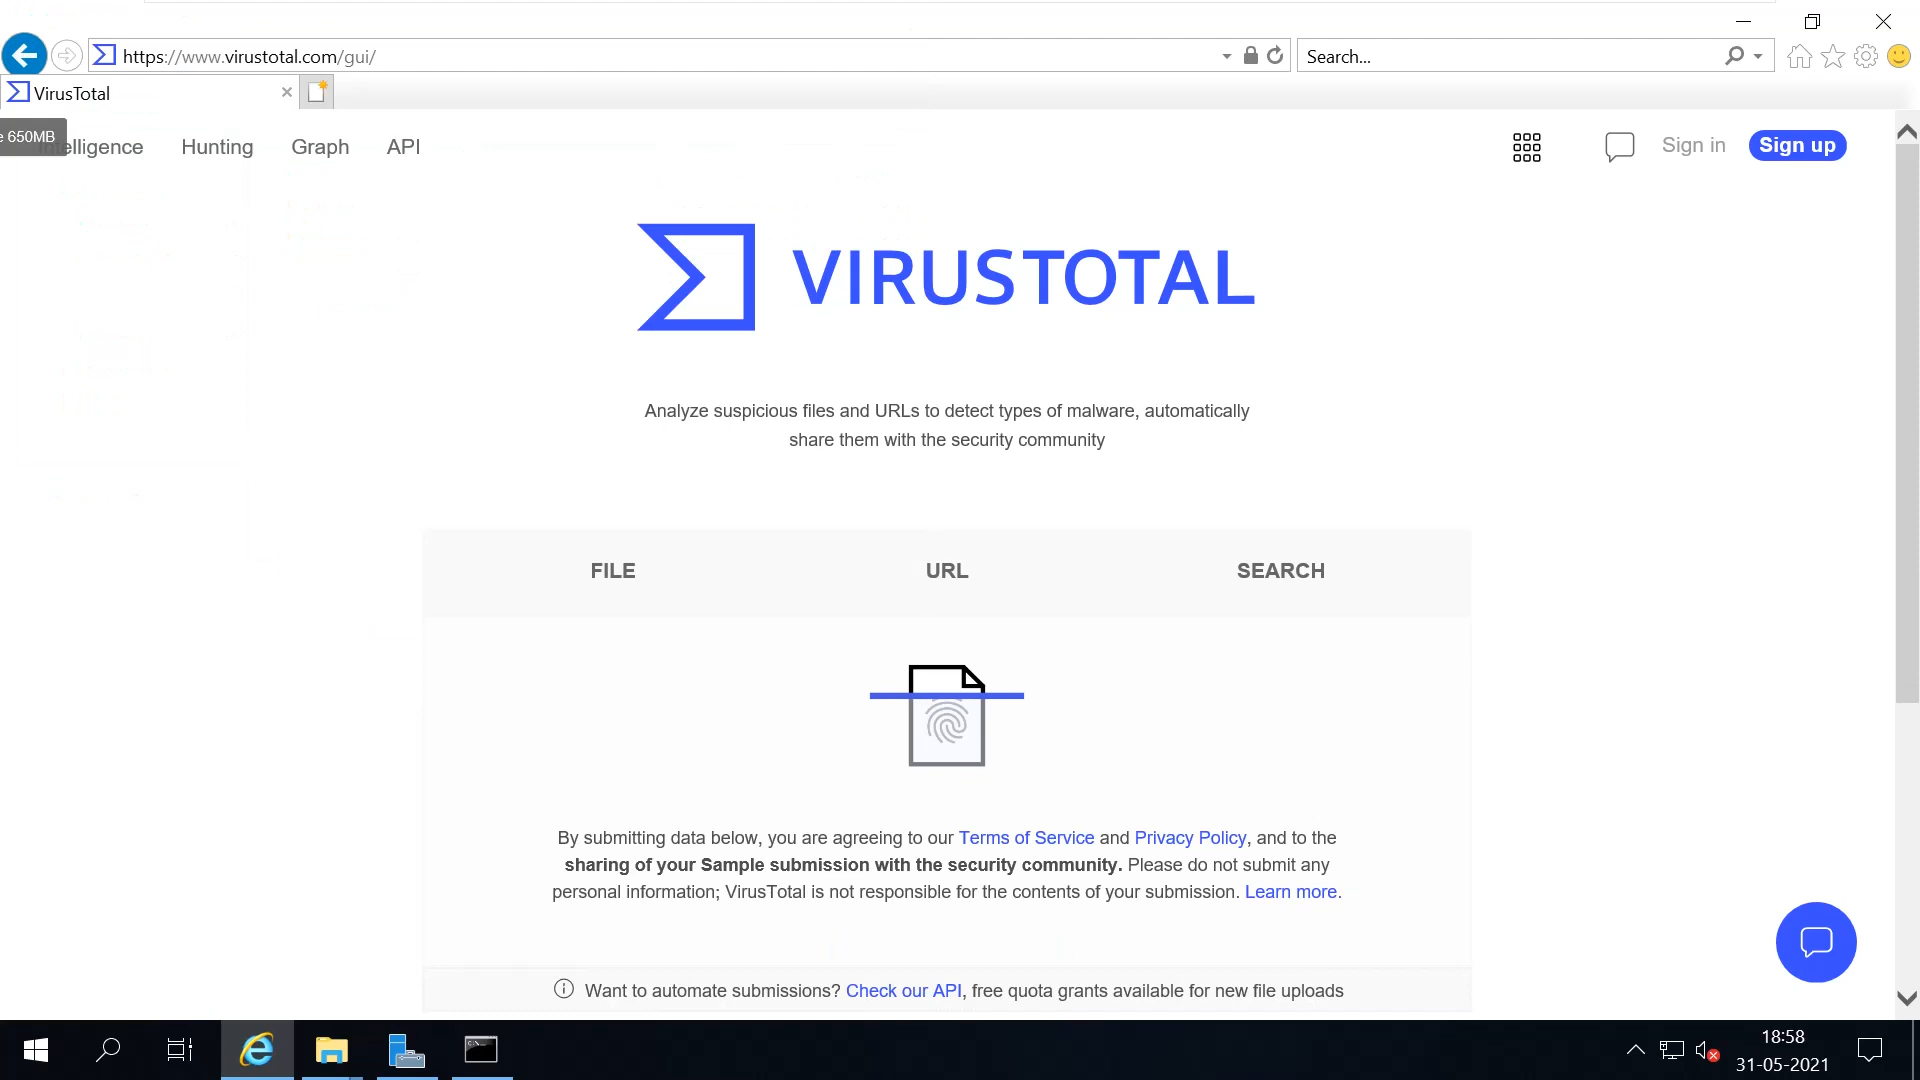 https://www.virustotal.com/gui/
Search...
VirusTotal
e 650MB
telligence Hunting Graph API
Sign in
Sign up
VIRUSTOTAL
Analyze suspicious files and URLs to detect types of malware, automatically
share them with the security community
FILE URL SEARCH
By submitting data below, you are agreeing to our Terms of Service and Privacy Policy, and to the
sharing of your Sample submission with the security community. Please do not submit any
personal information; VirusTotal is not responsible for the contents of your submission. Learn more.
Want to automate submissions? Check our API, free quota grants available for new file uploads
18:58
31-05-2021